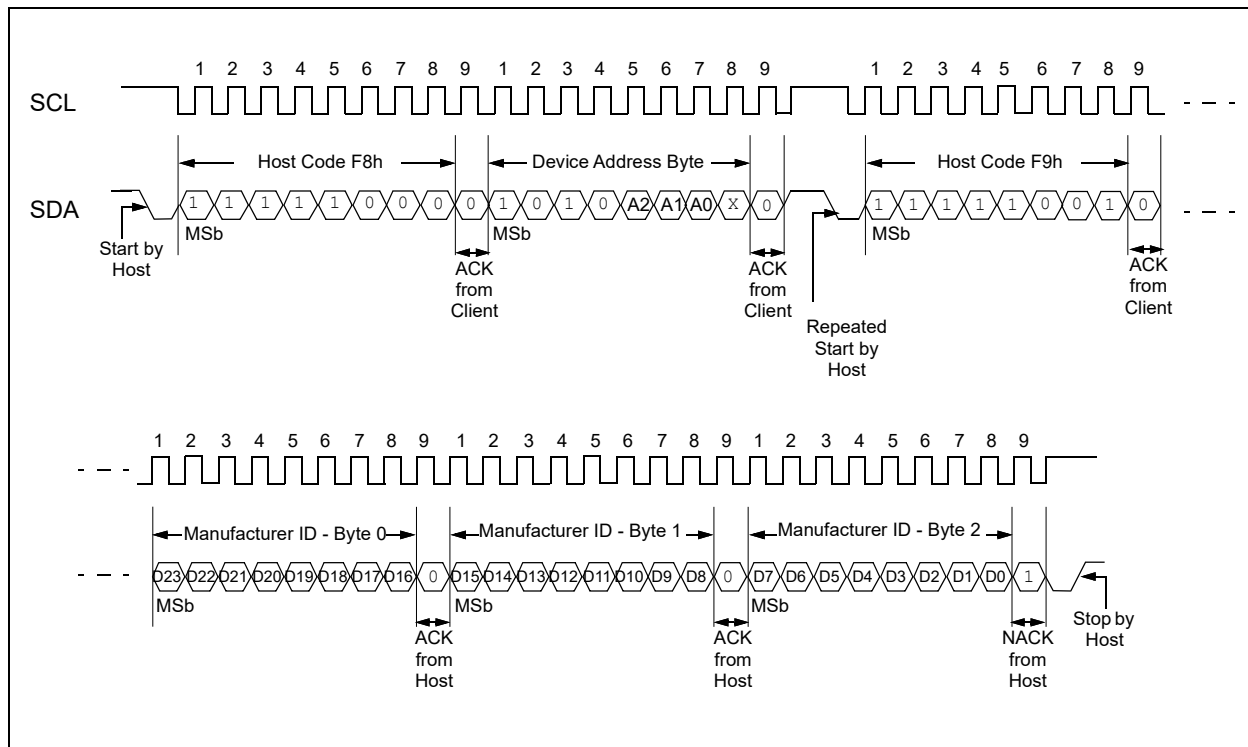 1 2 3 4 5 6 7 8 9 1 2 3 4 5 6 7 8 9 1 2 3 4 5 6 7 8 9
SCL
Host Code F8h Device Address Byte Host Code F9h
SDA 1 1 1 1 1 0 0 0 0 1 0 1 0 A2 A1 A0 X 0 1 1 1 1 1 0 0 1 0
MSb MSb MSb
Start by
Host
ACK
from
Client
ACK
from
Client
Repeated
Start by
Host
ACK
from
Client
1 2 3 4 5 6 7 8 9 1 2 3 4 5 6 7 8 9 1 2 3 4 5 6 7 8 9
Manufacturer ID - Byte 0 Manufacturer ID - Byte 1 Manufacturer ID - Byte 2
D23 D22 D21 D20 D19 D18 D17 D16 0 D15 D14 D13 D12 D11 D10 D9 D8 0 D7 D6 D5 D4 D3 D2 D1 D0 1
MSb MSb MSb
ACK
from
Host
ACK
from
Host
NACK
from
Host
Stop by
Host